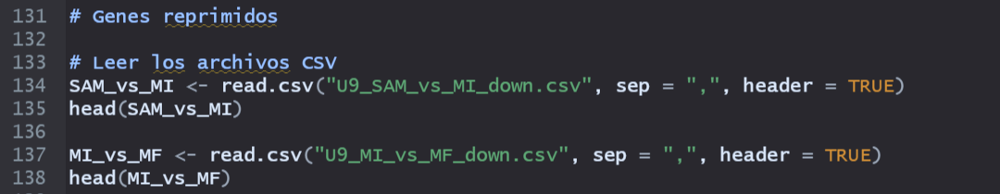 131 # Genes reprimidos
132
133 # Leer los archivos CSV
134 SAM_vs_MI <- read.csv("U9_SAM_vs_MI_down.csv", sep = ",", header = TRUE)
135 head(SAM_vs_MI)
136
137 MI_vs_MF <- read.csv("U9_MI_vs_MF_down.csv", sep = ",", header = TRUE)
138 head(MI_vs_MF)